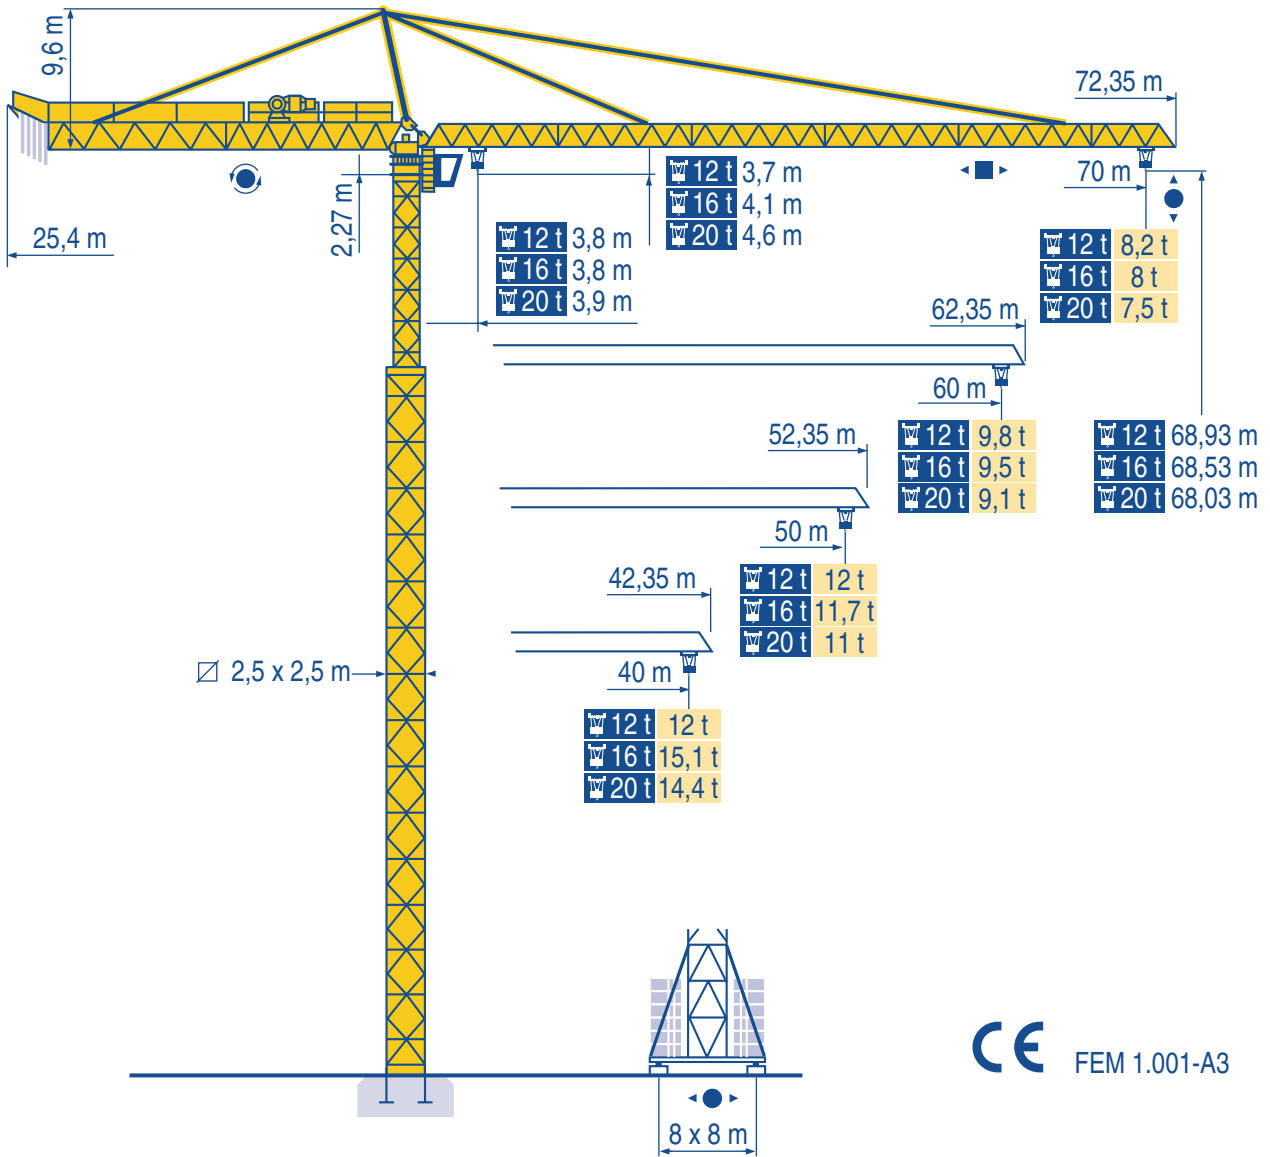 9,6 m
72,35 m
12 t 3,7 m
16 t 4,1 m
20 t 4,6 m
70 m
2,27 m
25,4 m
12 t 3,8 m
16 t 3,8 m
20 t 3,9 m
12 t 8,2 t
16 t 8 t
20 t 7,5 t
62,35 m
60 m
12 t 9,8 t
16 t 9,5 t
20 t 9,1 t
12 t 68,93 m
16 t 68,53 m
20 t 68,03 m
52,35 m
50 m
12 t 12 t
16 t 11,7 t
20 t 11 t
42,35 m
40 m
12 t 12 t
16 t 15,1 t
20 t 14,4 t
2,5 x 2,5 m
CE FEM 1.001-A3
8 x 8 m